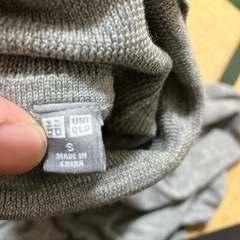 ユニ UNI
クロ QLO
S
MADE IN
CHINA